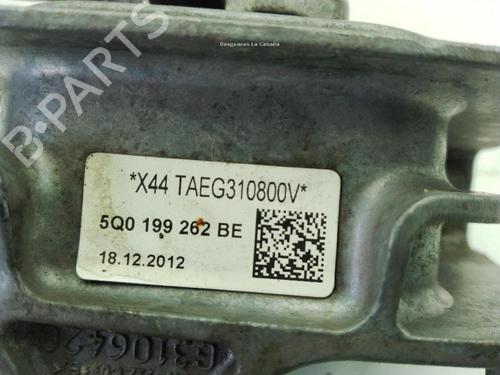 Desguaces La Cabaña
B-PARTS
*X44 TAEG310800V*
5Q0 199 262 BE
18.12.2012